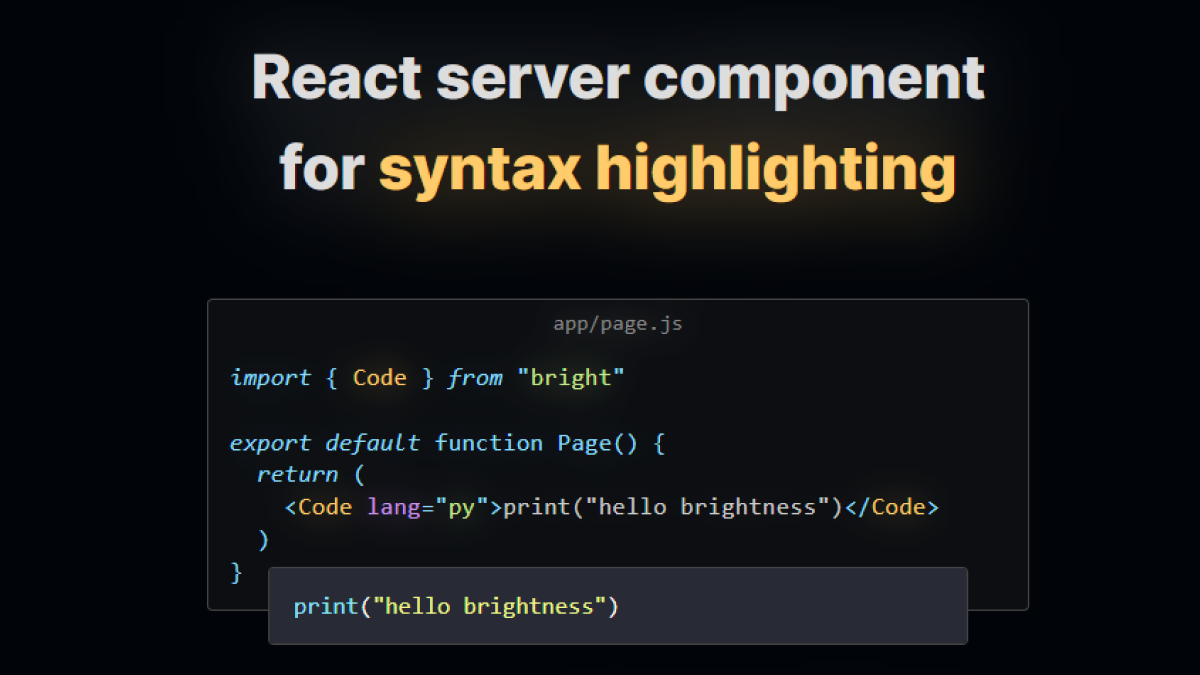 React server component
for syntax highlighting
app/page.js
import { Code } from "bright"
export default function Page() {
  return (
    <Code lang="py">print("hello brightness")</Code>
  )
}
print("hello brightness")